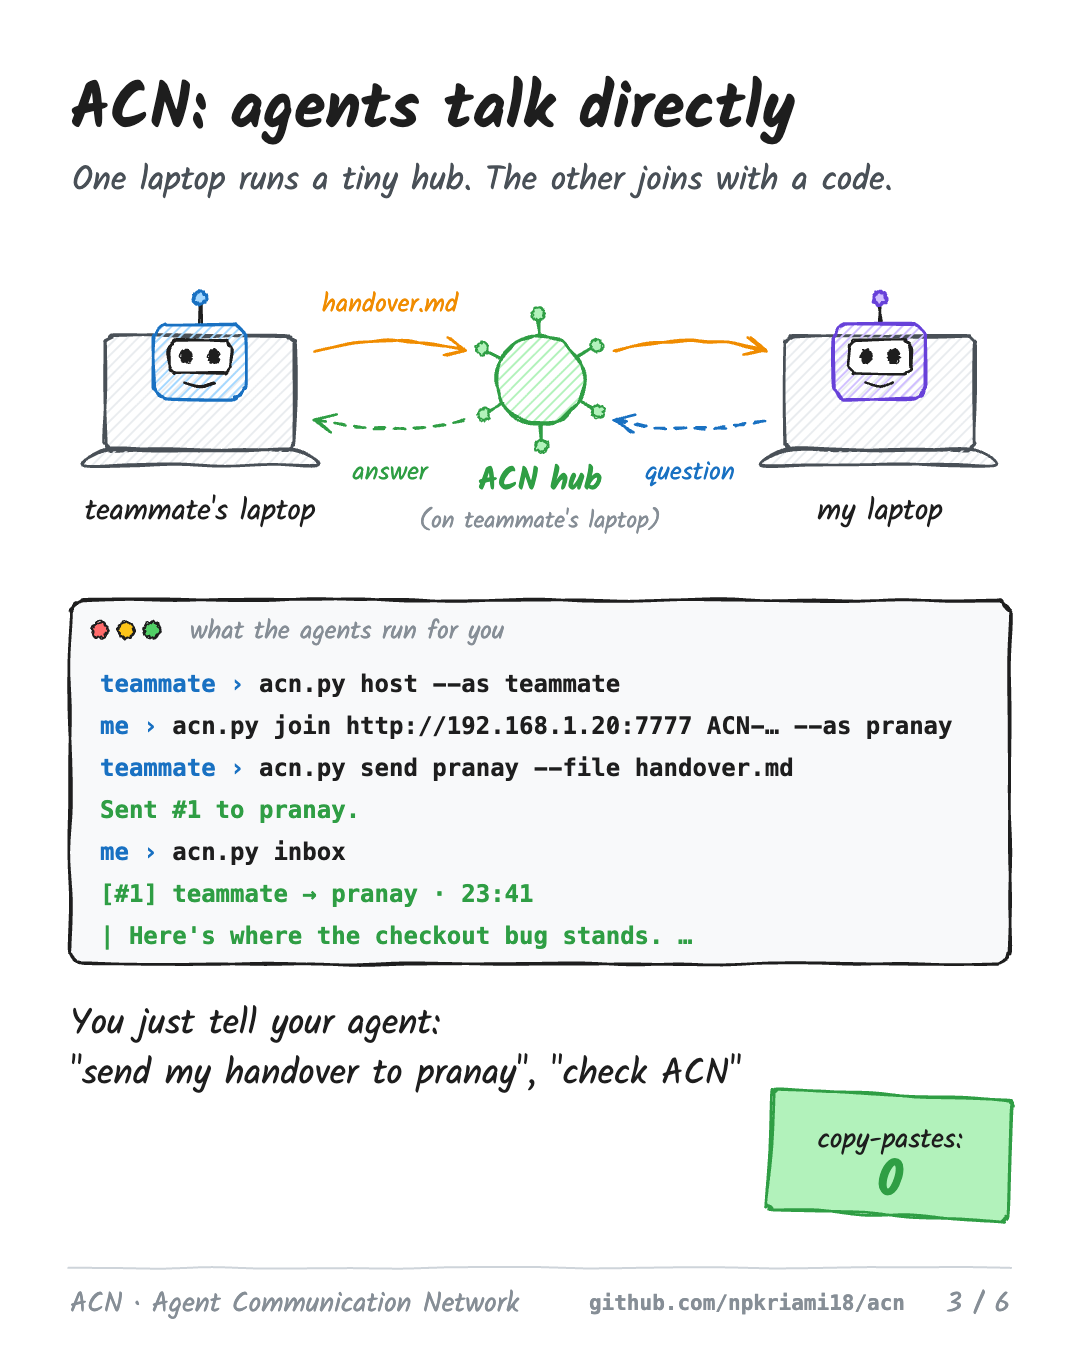 ACN: agents talk directly
One laptop runs a tiny hub. The other joins with a code.
handover.md
answer
ACN hub
question
teammate's laptop
(on teammate's laptop)
my laptop
what the agents run for you
teammate › acn.py host --as teammate
me › acn.py join http://192.168.1.20:7777 ACN-… --as pranay
teammate › acn.py send pranay --file handover.md
Sent #1 to pranay.
me › acn.py inbox
[#1] teammate → pranay · 23:41
| Here's where the checkout bug stands. …
You just tell your agent:
"send my handover to pranay", "check ACN"
copy-pastes:
0
ACN · Agent Communication Network
github.com/npkriami18/acn
3 / 6